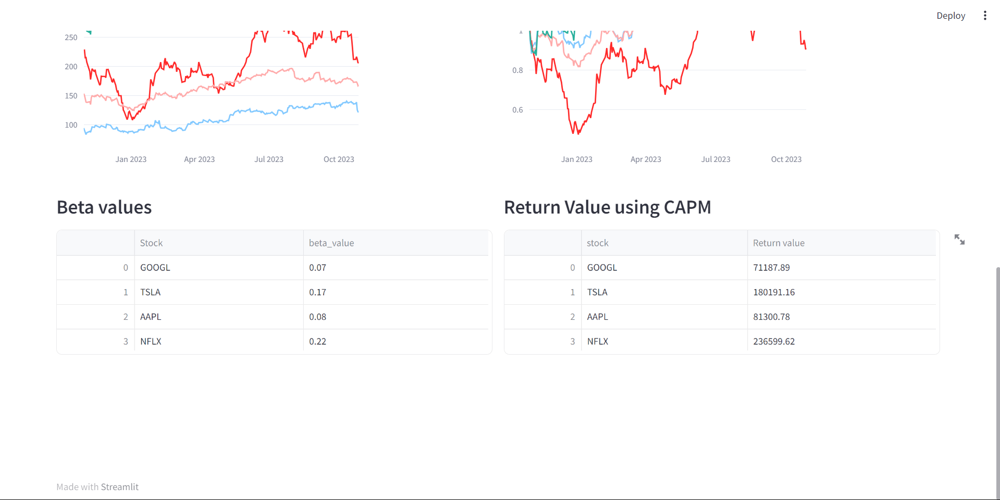 Deploy
250
200
150
100
Jan 2023 Apr 2023 Jul 2023 Oct 2023
1
0.8
0.6
Jan 2023 Apr 2023 Jul 2023 Oct 2023
Beta values
Stock beta_value
0 GOOGL 0.07
1 TSLA 0.17
2 AAPL 0.08
3 NFLX 0.22
Return Value using CAPM
stock Return value
0 GOOGL 71187.89
1 TSLA 180191.16
2 AAPL 81300.78
3 NFLX 236599.62
Made with Streamlit